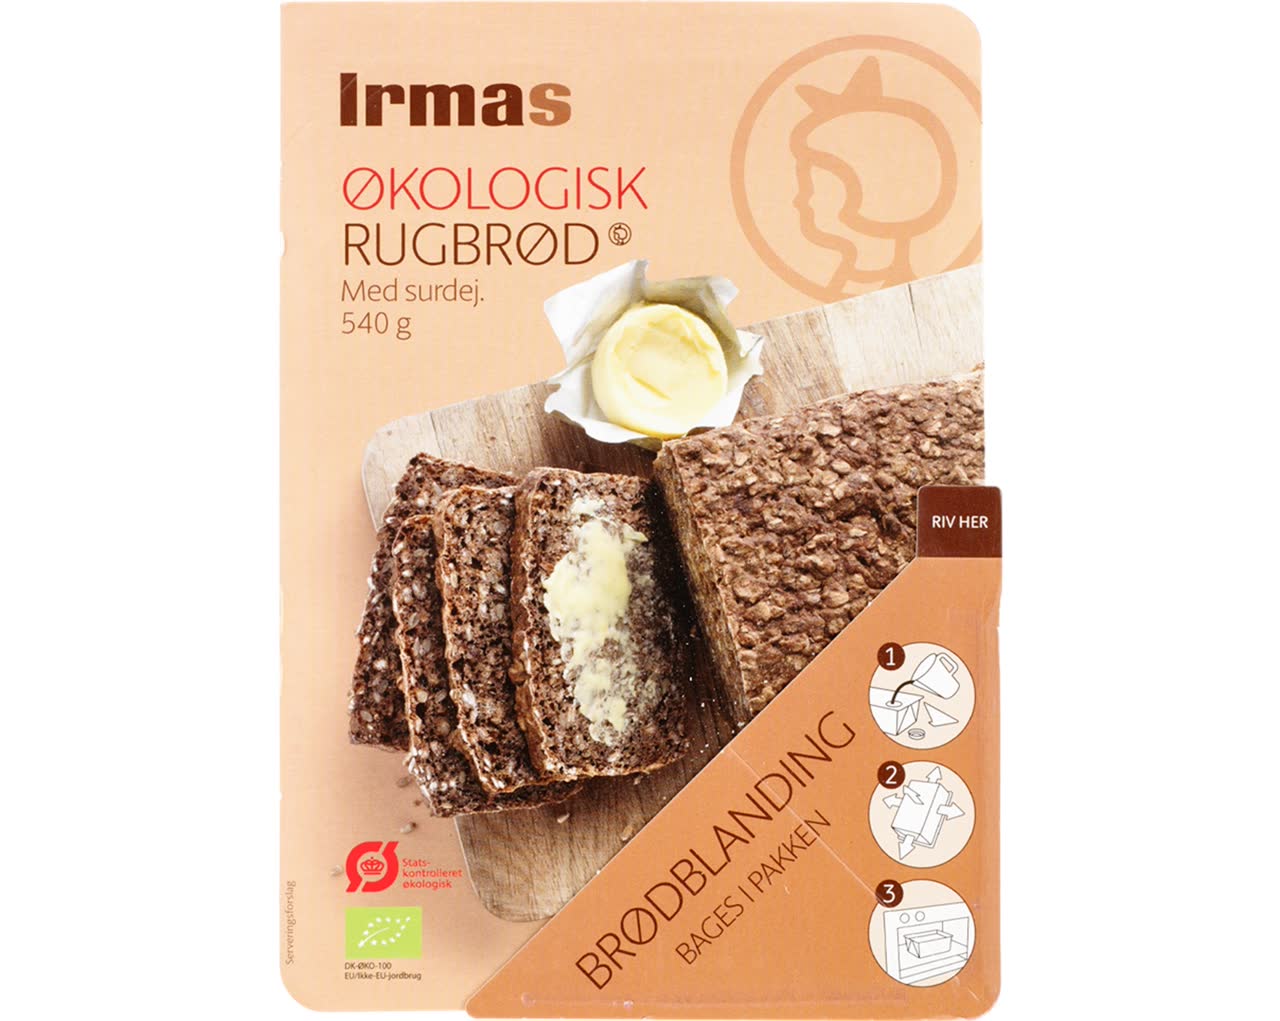 Irmas
ØKOLOGISK
RUGBRØD
Med surdej.
540 g
RIV HER
1
2
3
BRØDBLANDING
BAGES I PAKKEN
Stats-
kontrolleret
økologisk
DK-ØKO-100
EU/Ikke-EU-jordbrug
Serveringsforslag